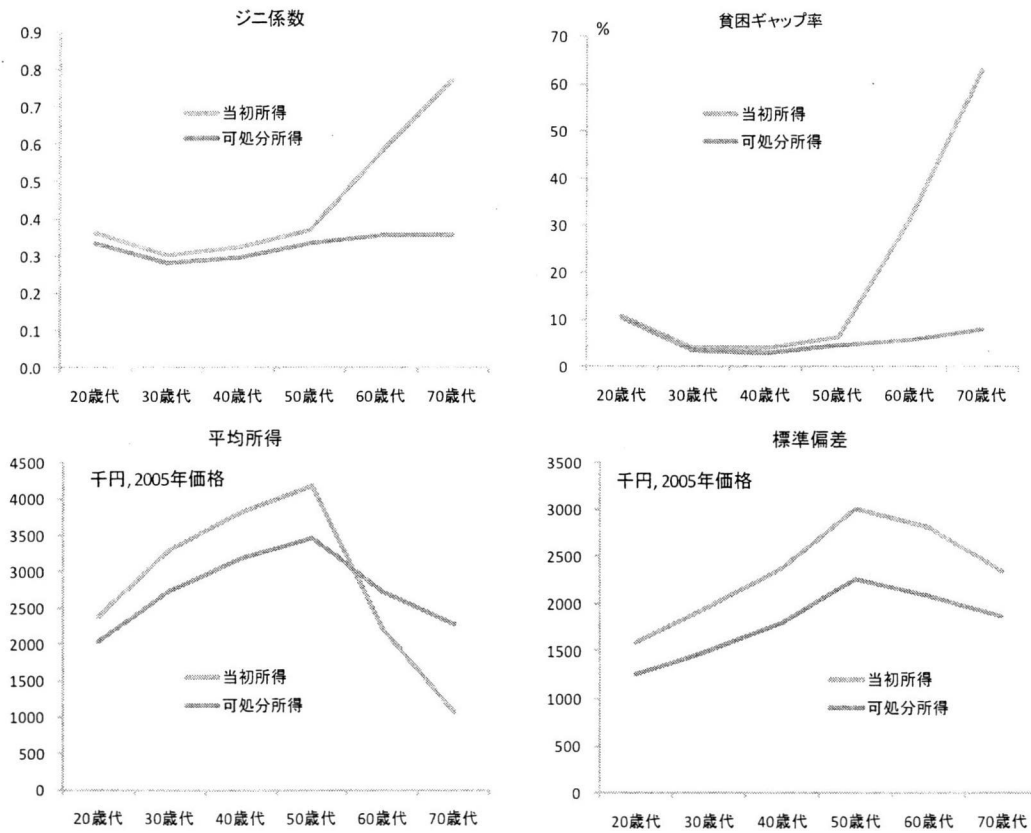 ジニ係数
0.9
0.8
0.7
0.6
0.5
0.4
0.3
0.2
0.1
0.0
当初所得
可処分所得
20歳代 30歳代 40歳代 50歳代 60歳代 70歳代
貧困ギャップ率
%
70
60
50
40
30
20
10
0
当初所得
可処分所得
20歳代 30歳代 40歳代 50歳代 60歳代 70歳代
平均所得
千円, 2005年価格
4500
4000
3500
3000
2500
2000
1500
1000
500
0
当初所得
可処分所得
20歳代 30歳代 40歳代 50歳代 60歳代 70歳代
標準偏差
千円, 2005年価格
3500
3000
2500
2000
1500
1000
500
0
当初所得
可処分所得
20歳代 30歳代 40歳代 50歳代 60歳代 70歳代